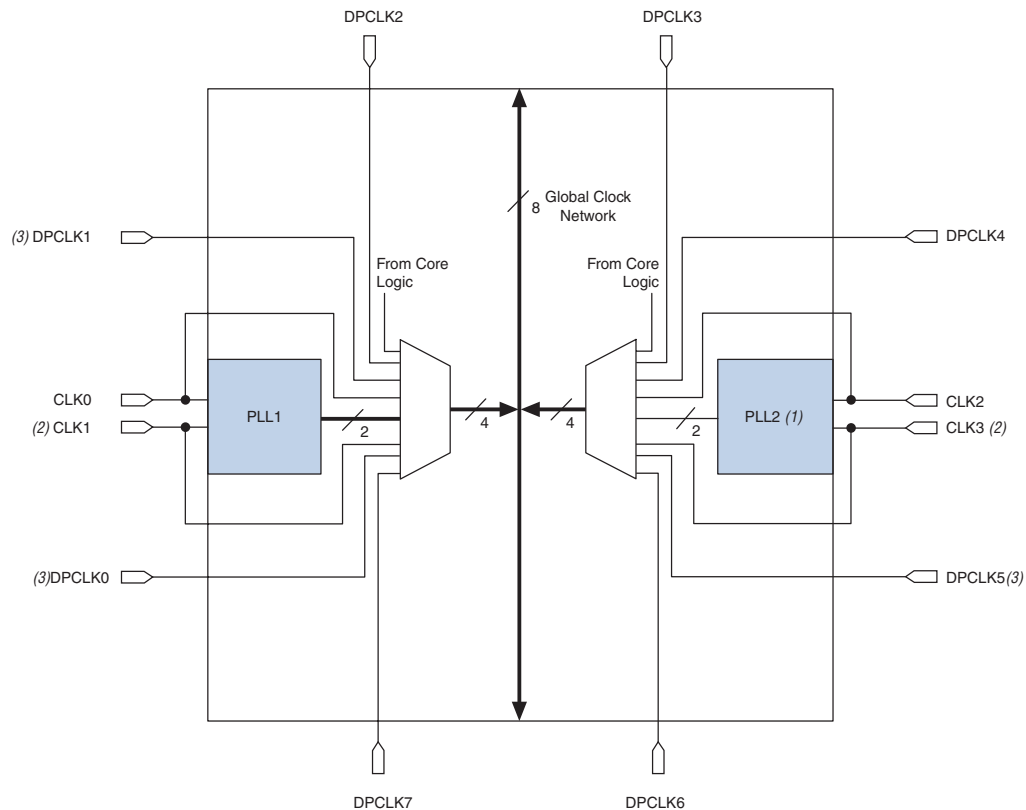 DPCLK2
DPCLK3
8
Global Clock
Network
(3) DPCLK1
DPCLK4
From Core
Logic
From Core
Logic
CLK0
PLL1
PLL2 (1)
CLK2
(2) CLK1
2
4
4
2
CLK3 (2)
(3)DPCLK0
DPCLK5(3)
DPCLK7
DPCLK6